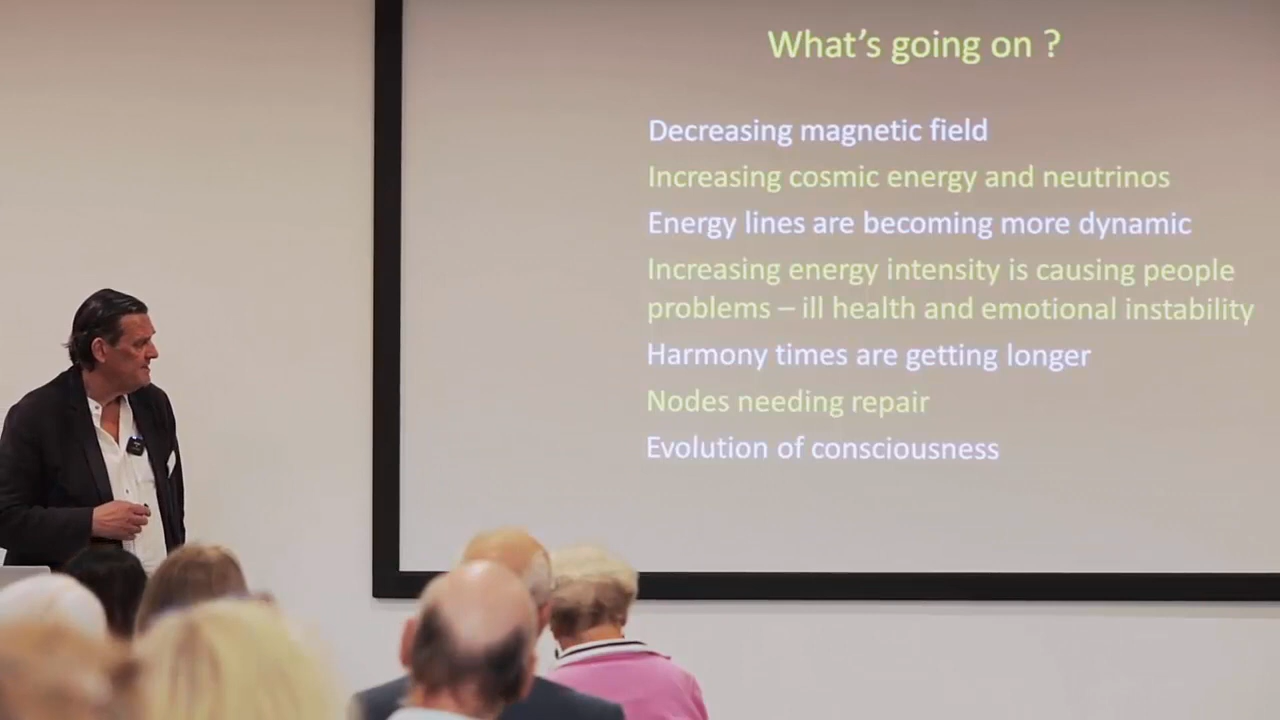 What's going on ?
Decreasing magnetic field
Increasing cosmic energy and neutrinos
Energy lines are becoming more dynamic
Increasing energy intensity is causing people
problems – ill health and emotional instability
Harmony times are getting longer
Nodes needing repair
Evolution of consciousness